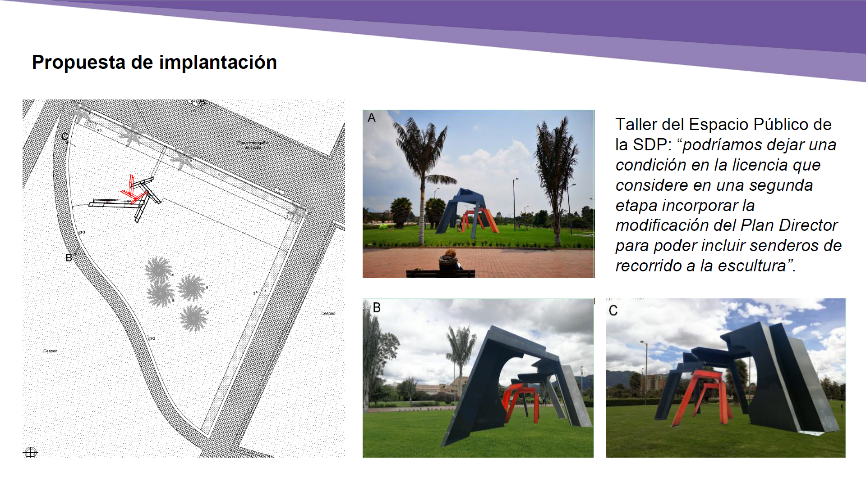 Propuesta de implantación
A
C
B
A
B
C
Taller del Espacio Público de
la SDP: “podríamos dejar una
condición en la licencia que
considere en una segunda
etapa incorporar la
modificación del Plan Director
para poder incluir senderos de
recorrido a la escultura”.